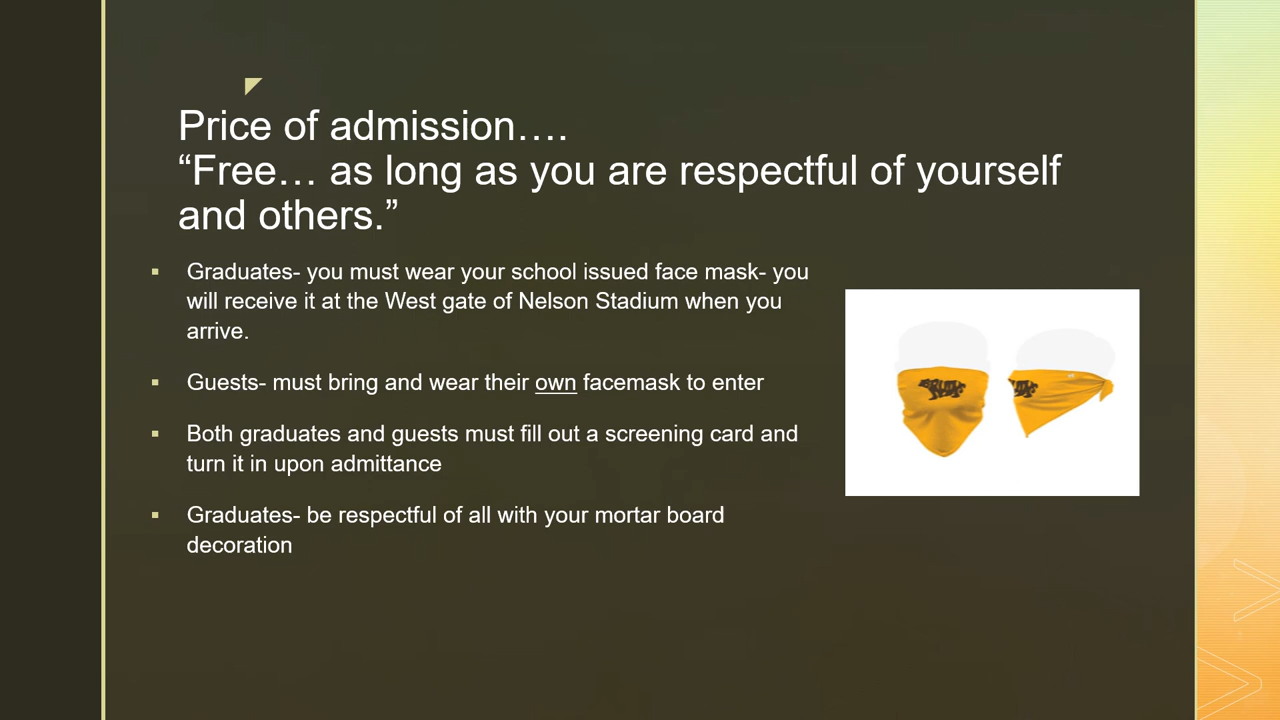 Price of admission….
“Free… as long as you are respectful of yourself
and others.”
▪ Graduates- you must wear your school issued face mask- you
will receive it at the West gate of Nelson Stadium when you
arrive.
▪ Guests- must bring and wear their own facemask to enter
▪ Both graduates and guests must fill out a screening card and
turn it in upon admittance
▪ Graduates- be respectful of all with your mortar board
decoration